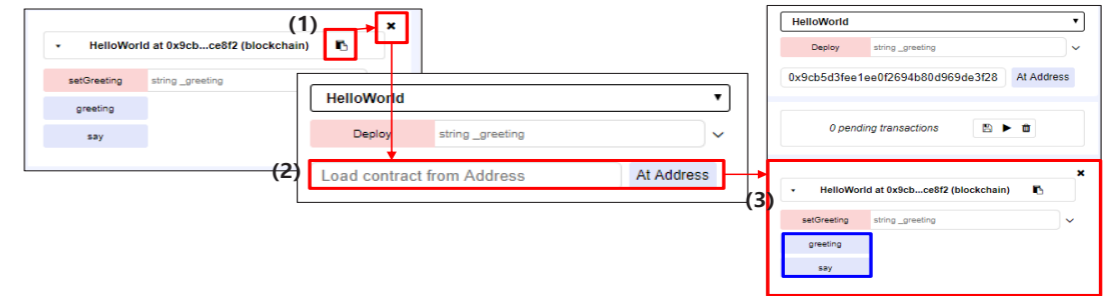 (1)
HelloWorld at 0x9cb...ce8f2 (blockchain)
setGreeting string _greeting
greeting
say
(2)
HelloWorld
Deploy string _greeting
Load contract from Address At Address
(3)
HelloWorld
Deploy string _greeting
0x9cb5d3fee1ee0f2694b80d969de3f28 At Address
0 pending transactions
HelloWorld at 0x9cb...ce8f2 (blockchain)
setGreeting string _greeting
greeting
say